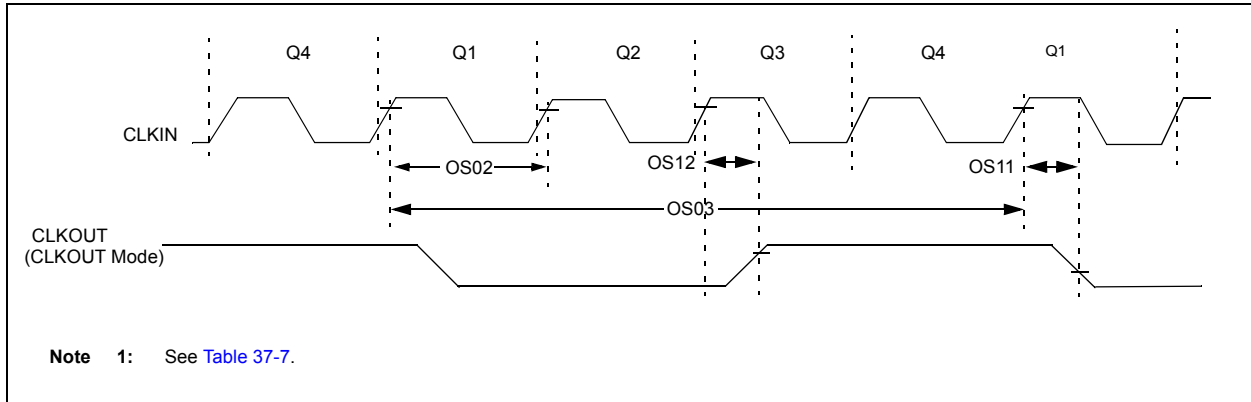 Q4 Q1 Q2 Q3 Q4 Q1
CLKIN
OS02
OS12
OS11
OS03
CLKOUT
(CLKOUT Mode)
Note 1: See Table 37-7.